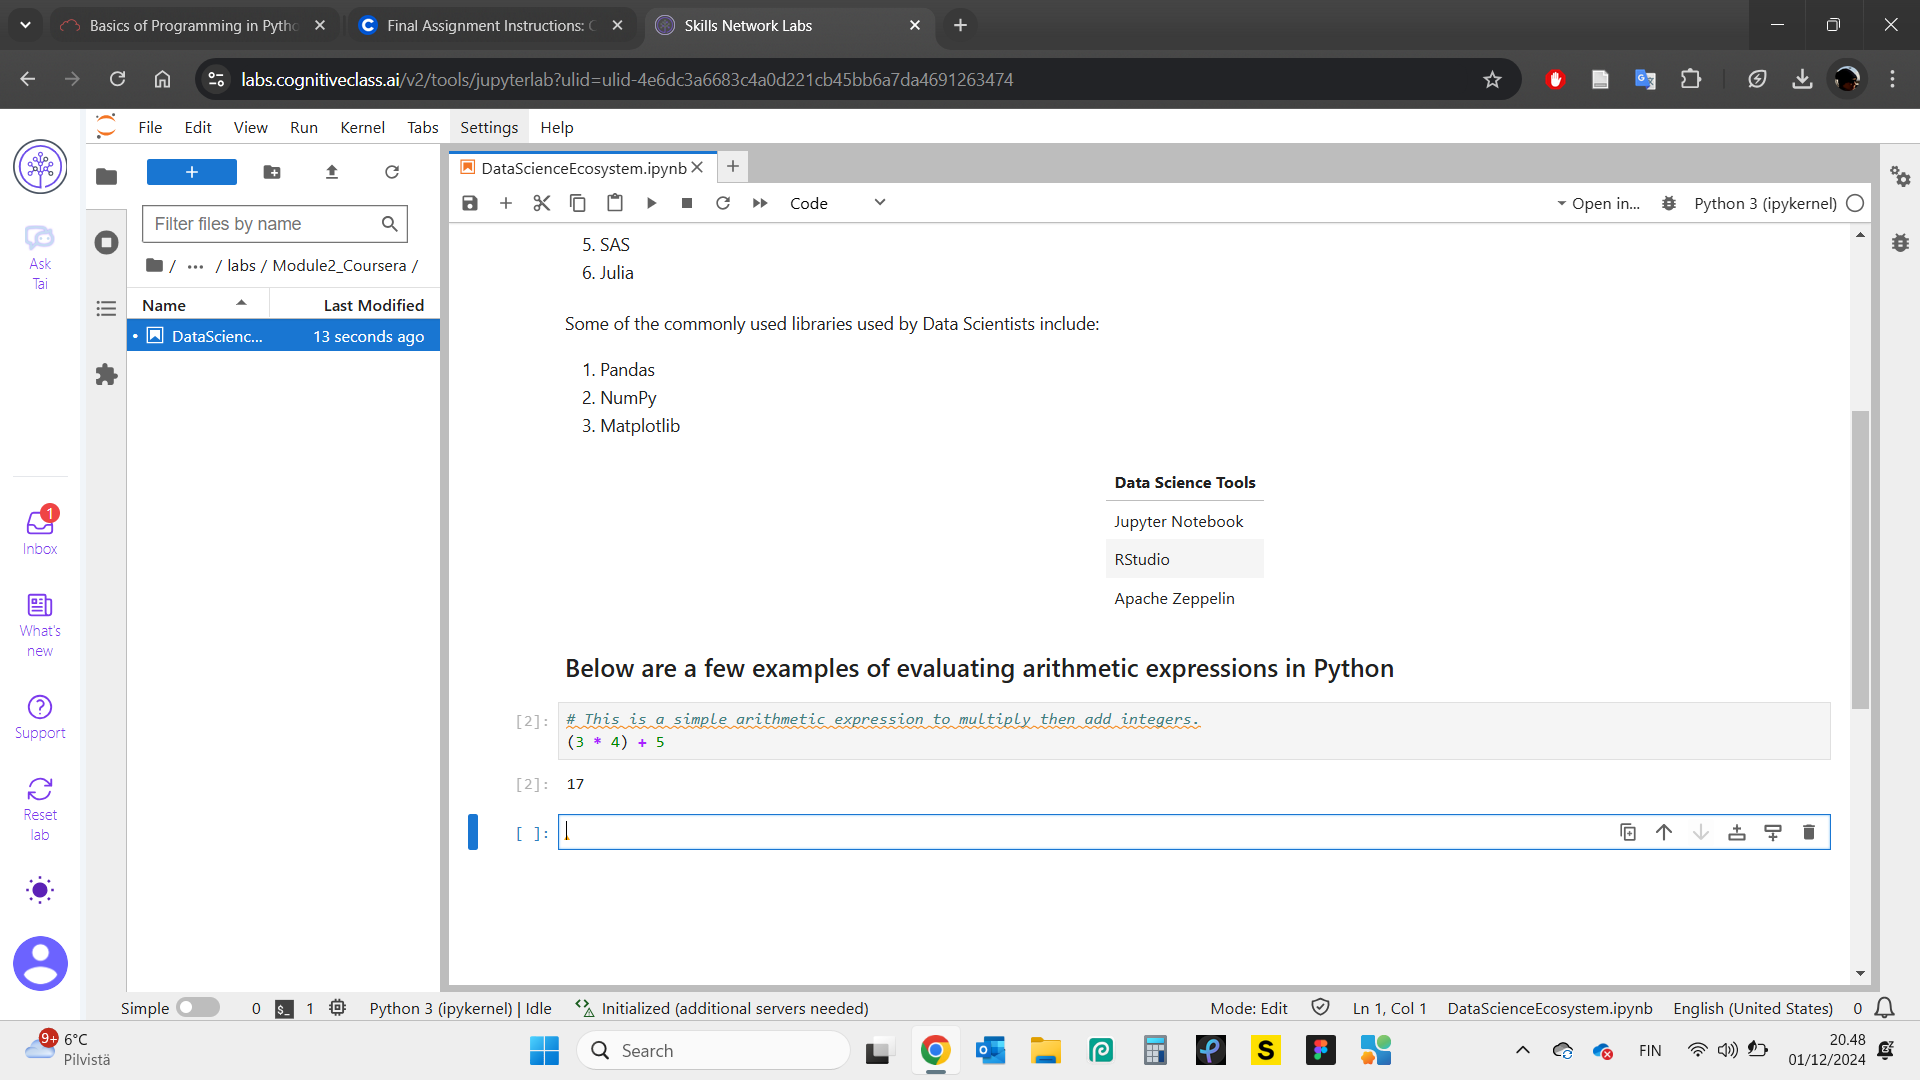 Basics of Programming in Pytho
Final Assignment Instructions: C
Skills Network Labs
labs.cognitiveclass.ai/v2/tools/jupyterlab?ulid=ulid-4e6dc3a6683c4a0d221cb45bb6a7da4691263474
File Edit View Run Kernel Tabs Settings Help
DataScienceEcosystem.ipynb
Code
Open in...
Python 3 (ipykernel)
Filter files by name
/ ... / labs / Module2_Coursera /
Name Last Modified
DataScienc... 13 seconds ago
Ask
Tai
1
Inbox
What's
new
Support
Reset
lab
5. SAS
6. Julia
Some of the commonly used libraries used by Data Scientists include:
1. Pandas
2. NumPy
3. Matplotlib
Data Science Tools
Jupyter Notebook
RStudio
Apache Zeppelin
Below are a few examples of evaluating arithmetic expressions in Python
[2]: # This is a simple arithmetic expression to multiply then add integers.
(3 * 4) + 5
[2]: 17
[ ]:
Simple 0 $_ 1 Python 3 (ipykernel) | Idle Initialized (additional servers needed) Mode: Edit Ln 1, Col 1 DataScienceEcosystem.ipynb English (United States) 0
9+ 6°C
Pilvistä
Search
FIN
20.48
01/12/2024